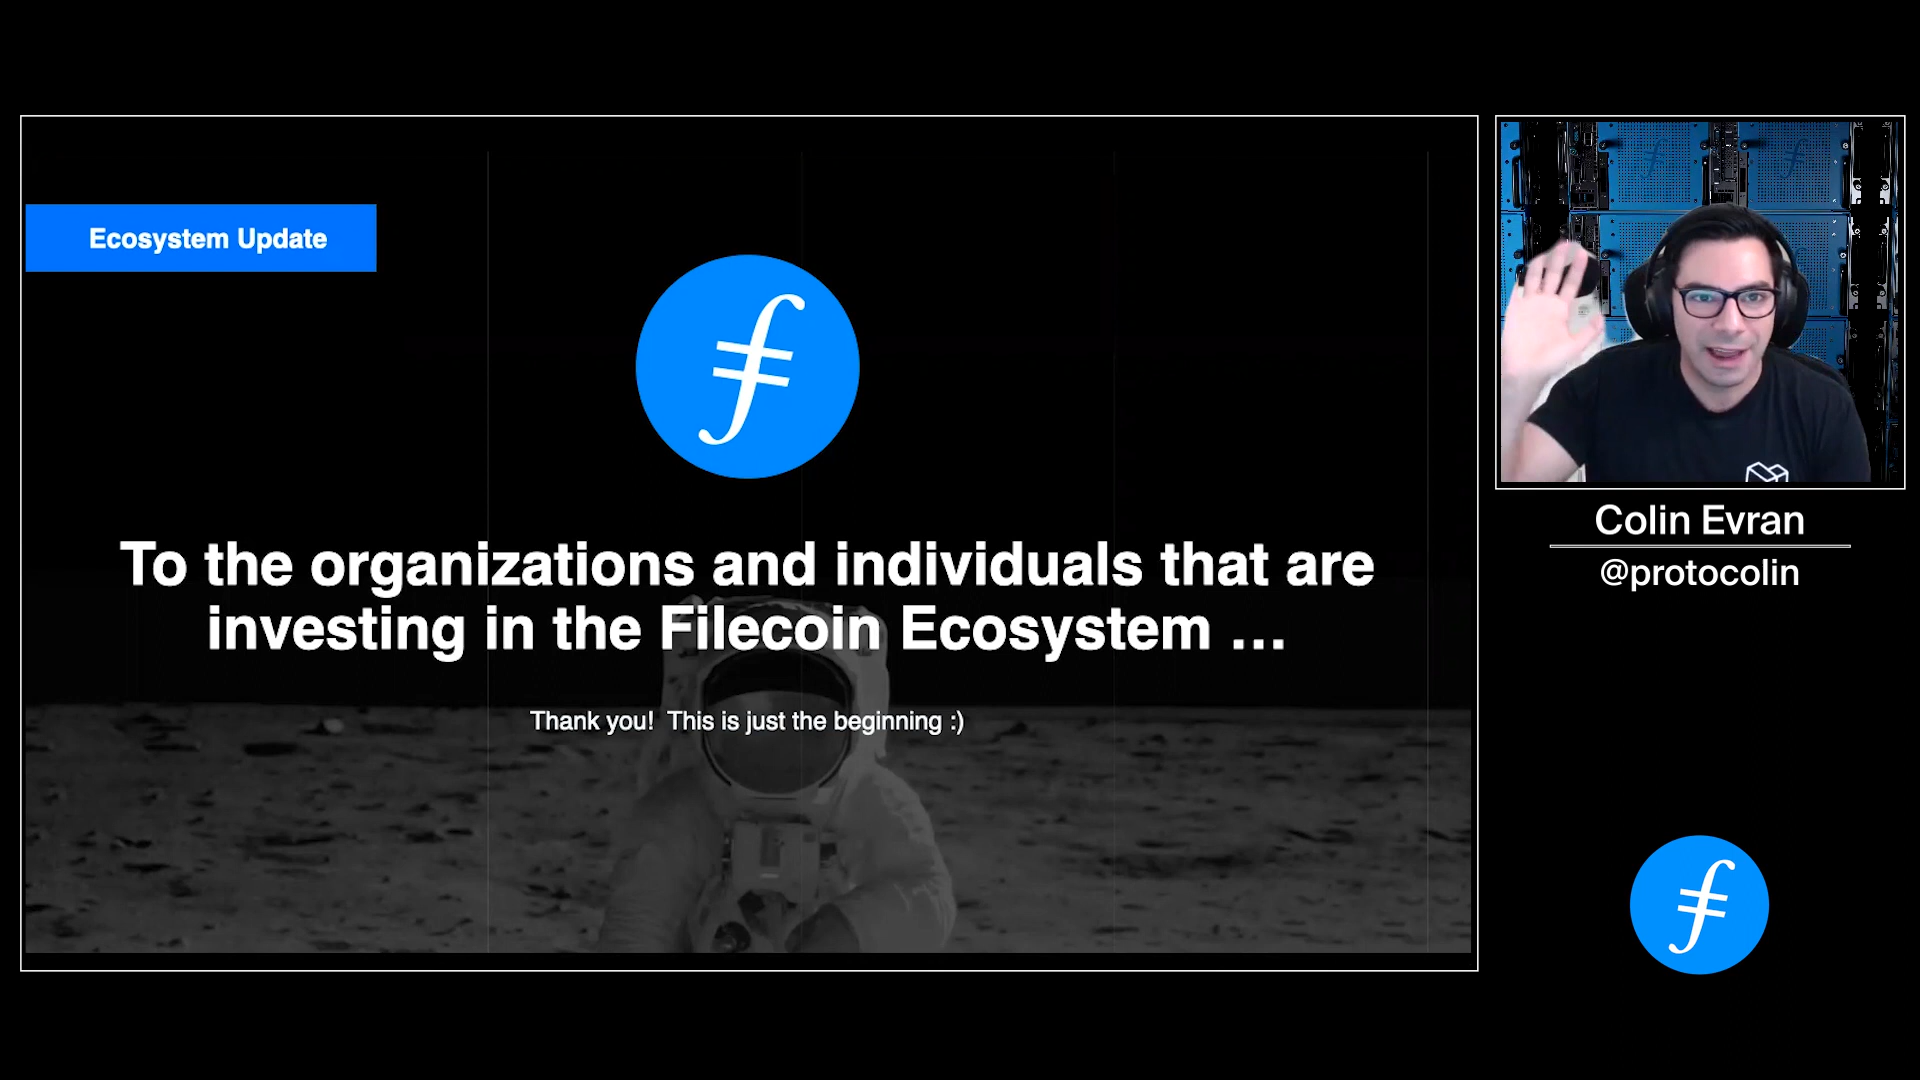 Ecosystem Update
To the organizations and individuals that are
investing in the Filecoin Ecosystem ...
Thank you!  This is just the beginning :)
Colin Evran
@protocolin